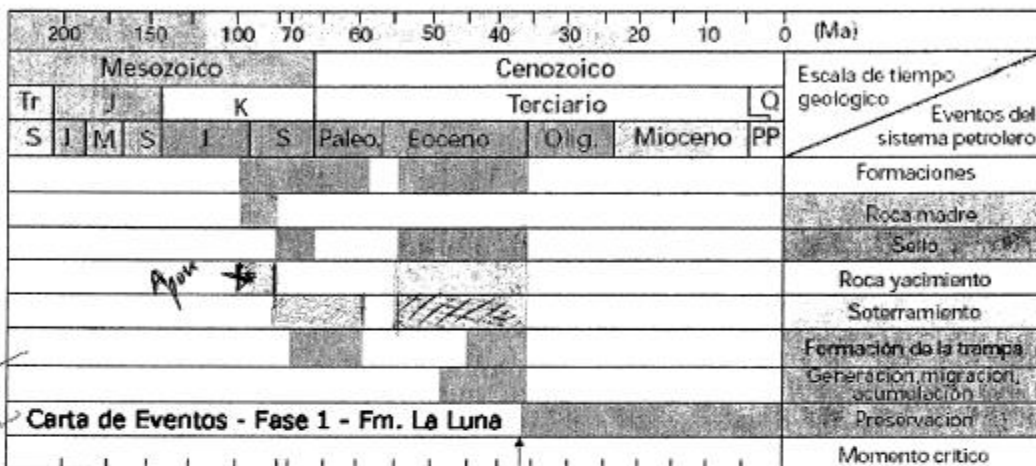 200 150 100 70 60 50 40 30 20 10 0 (Ma)
Mesozoico Cenozoico
Escala de tiempo geologico
Eventos del sistema petrolero
Tr J K Terciario Q
S I M S I S Paleo. Eoceno Olig. Mioceno PP
Formaciones
Roca madre
Sello
Roca yacimiento
Soterramiento
Formación de la trampa
Generación, migración, acumulación
Carta de Eventos - Fase 1 - Fm. La Luna Preservación
Momento crítico